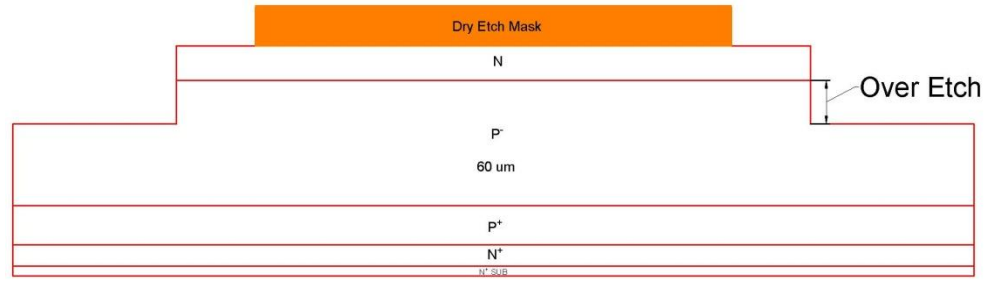 Dry Etch Mask
N
Over Etch
P⁻
60 um
P⁺
N⁺
N⁺ SUB